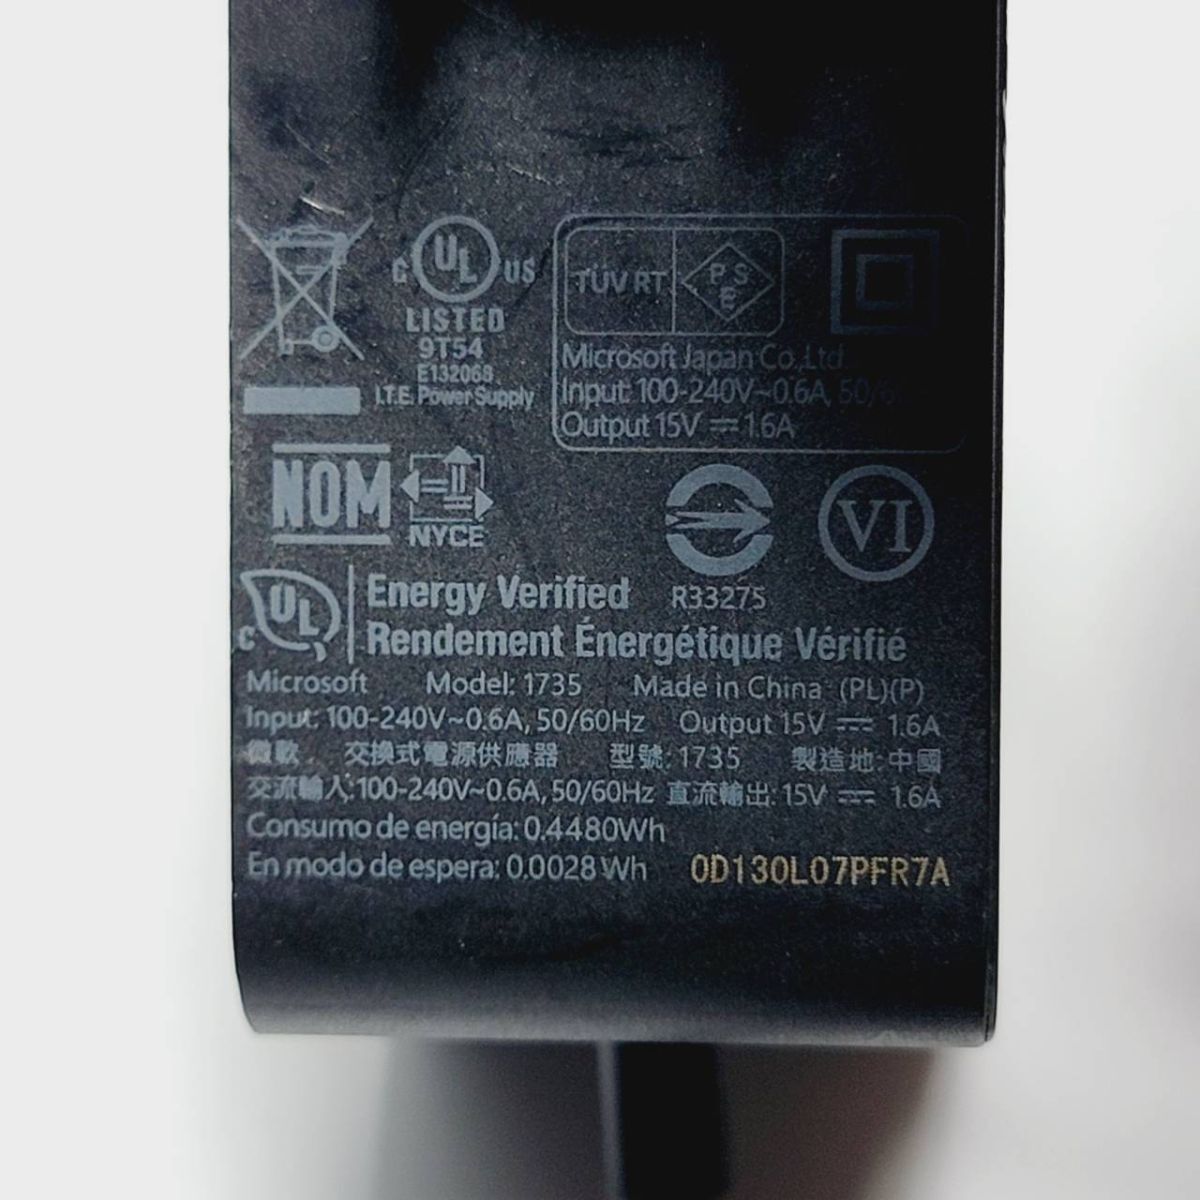 c UL US
LISTED
9T54
E132068
I.T.E. Power Supply
TÜV RT PSE
Microsoft Japan Co.,Ltd.
Input: 100-240V~0.6A,
Output 15V ⎓ 1.6A
NOM
NYCE
VI
c UL
Energy Verified
R33275
Rendement Énergétique Vérifié
Microsoft Model: 1735 Made in China (PL)(P)
Input: 100-240V~0.6A, 50/60Hz Output 15V ⎓ 1.6A
微軟 交換式電源供應器 型號: 1735 製造地: 中國
交流輸入:100-240V~0.6A, 50/60Hz 直流輸出: 15V ⎓ 1.6A
Consumo de energía: 0.4480Wh
En modo de espera: 0.0028 Wh
0D130L07PFR7A